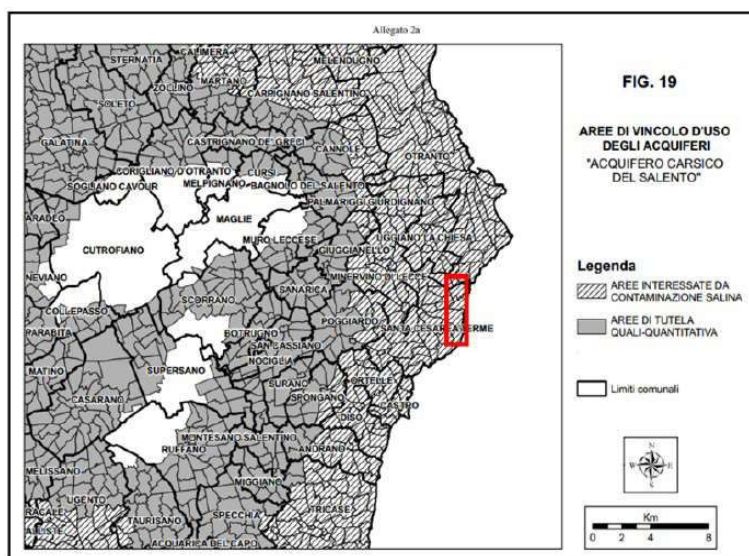 Allegato 2a
FIG. 19
AREE DI VINCOLO D'USO
DEGLI ACQUIFERI
"ACQUIFERO CARSICO
DEL SALENTO"
Legenda
AREE INTERESSATE DA
CONTAMINAZIONE SALINA
AREE DI TUTELA
QUALI-QUANTITATIVA
Limiti comunali
N
W E
S
Km
0 2 4 8
STERNATIA
CALIMERA
MELENDUGNO
ZOLLINO
MARTANO
SOLETO
CARPIGNANO SALENTINO
GALATINA
CASTRIGNANO DE' GRECI
CANNOLE
OTRANTO
CORIGLIANO D'OTRANTO
CURSI
SOGLIANO CAVOUR
MELPIGNANO
BAGNOLO DEL SALENTO
PALMARIGGI
GIURDIGNANO
ARADEO
MAGLIE
CUTROFIANO
MURO LECCESE
UGGIANO LA CHIESA
GIUGGIANELLO
NEVIANO
MINERVINO DI LECCE
SCORRANO
SANARICA
COLLEPASSO
POGGIARDO
SANTA CESAREA TERME
PARABITA
BOTRUGNO
SAN CASSIANO
NOCIGLIA
MATINO
SUPERSANO
SURANO
ORTELLE
CASARANO
SPONGANO
CASTRO
DISO
MONTESANO SALENTINO
RUFFANO
ANDRANO
MELISSANO
MIGGIANO
UGENTO
TRICASE
RACALE
TAURISANO
SPECCHIA
ALLISTE
ACQUARICA DEL CAPO